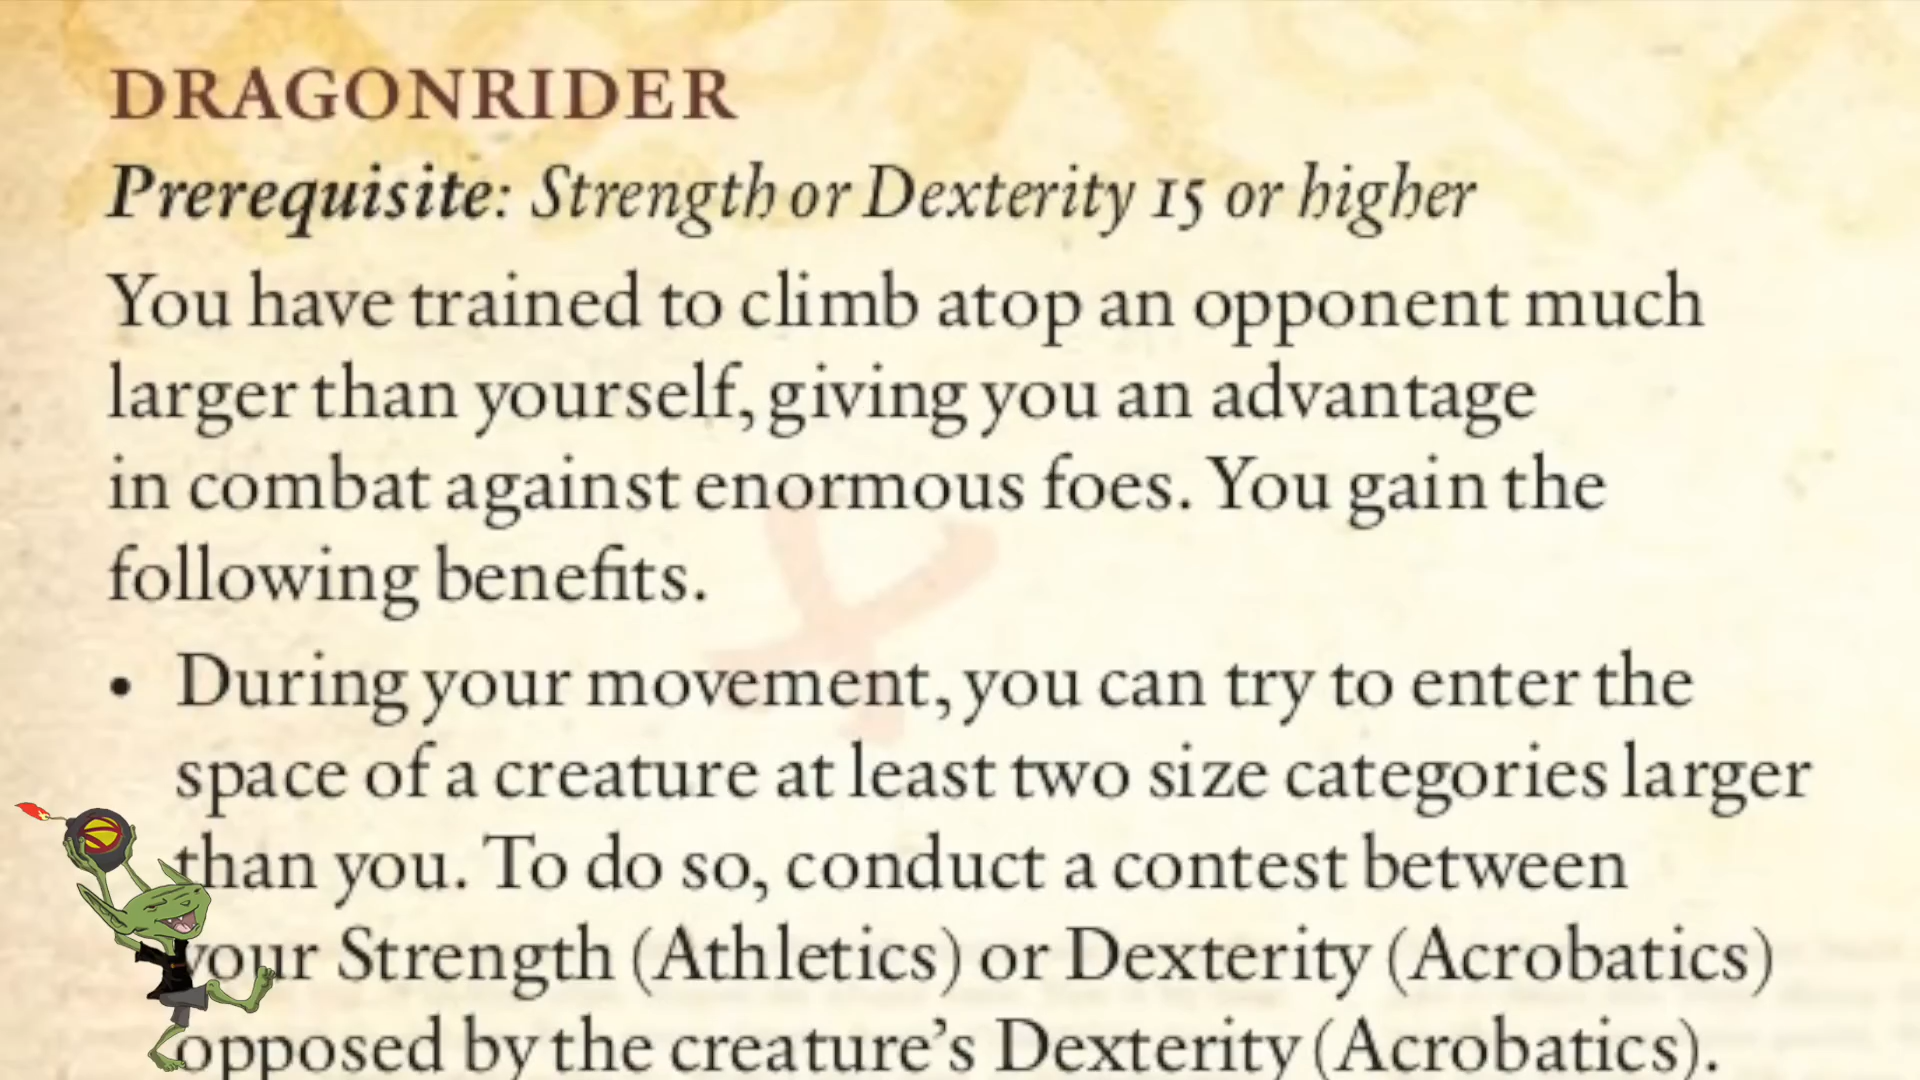 DRAGONRIDER
Prerequisite: Strength or Dexterity 15 or higher
You have trained to climb atop an opponent much
larger than yourself, giving you an advantage
in combat against enormous foes. You gain the
following benefits.
• During your movement, you can try to enter the
space of a creature at least two size categories larger
than you. To do so, conduct a contest between
your Strength (Athletics) or Dexterity (Acrobatics)
opposed by the creature's Dexterity (Acrobatics).